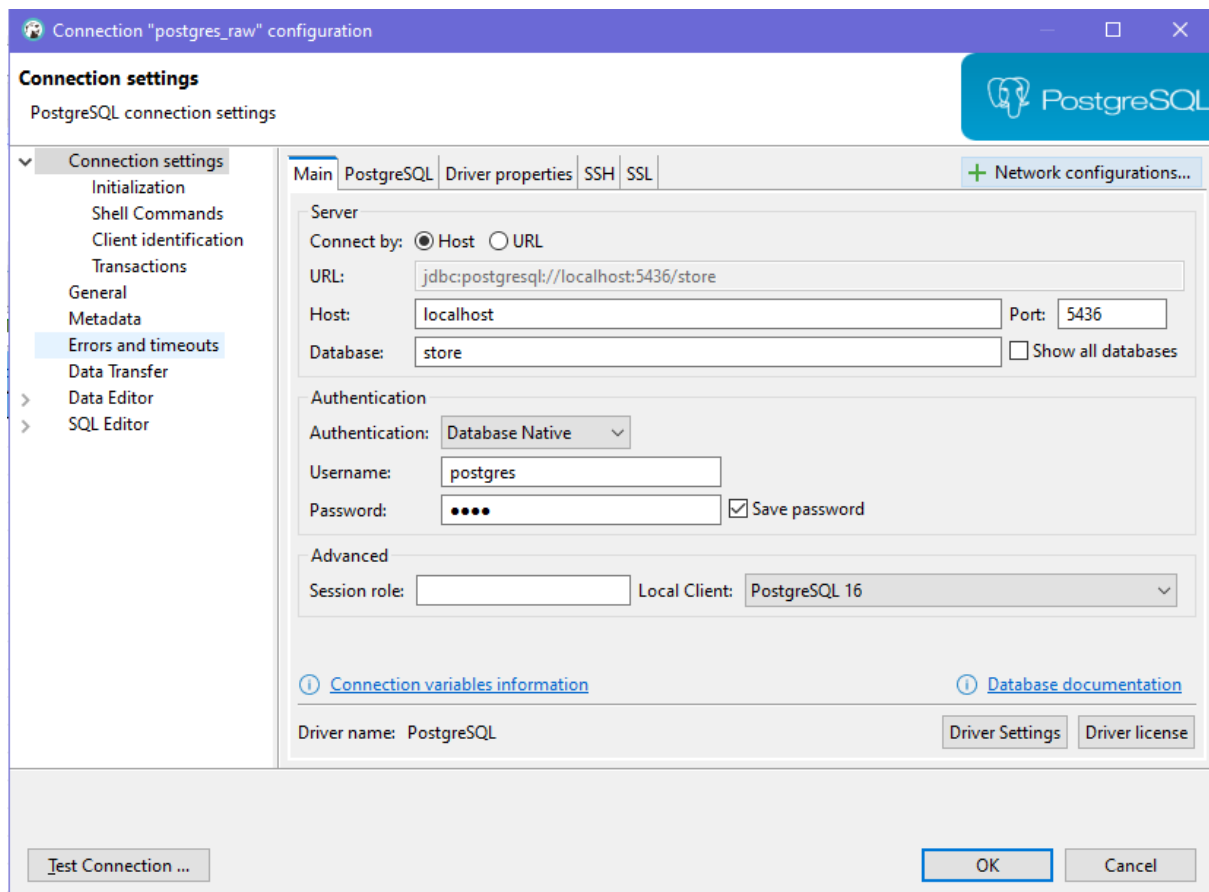 Connection "postgres_raw" configuration
Connection settings
PostgreSQL connection settings
PostgreSQL
Connection settings
Initialization
Shell Commands
Client identification
Transactions
General
Metadata
Errors and timeouts
Data Transfer
Data Editor
SQL Editor
Main PostgreSQL Driver properties SSH SSL
Network configurations...
Server
Connect by: Host URL
URL: jdbc:postgresql://localhost:5436/store
Host: localhost Port: 5436
Database: store Show all databases
Authentication
Authentication: Database Native
Username: postgres
Password: •••• Save password
Advanced
Session role: Local Client: PostgreSQL 16
Connection variables information Database documentation
Driver name: PostgreSQL Driver Settings Driver license
Test Connection ... OK Cancel